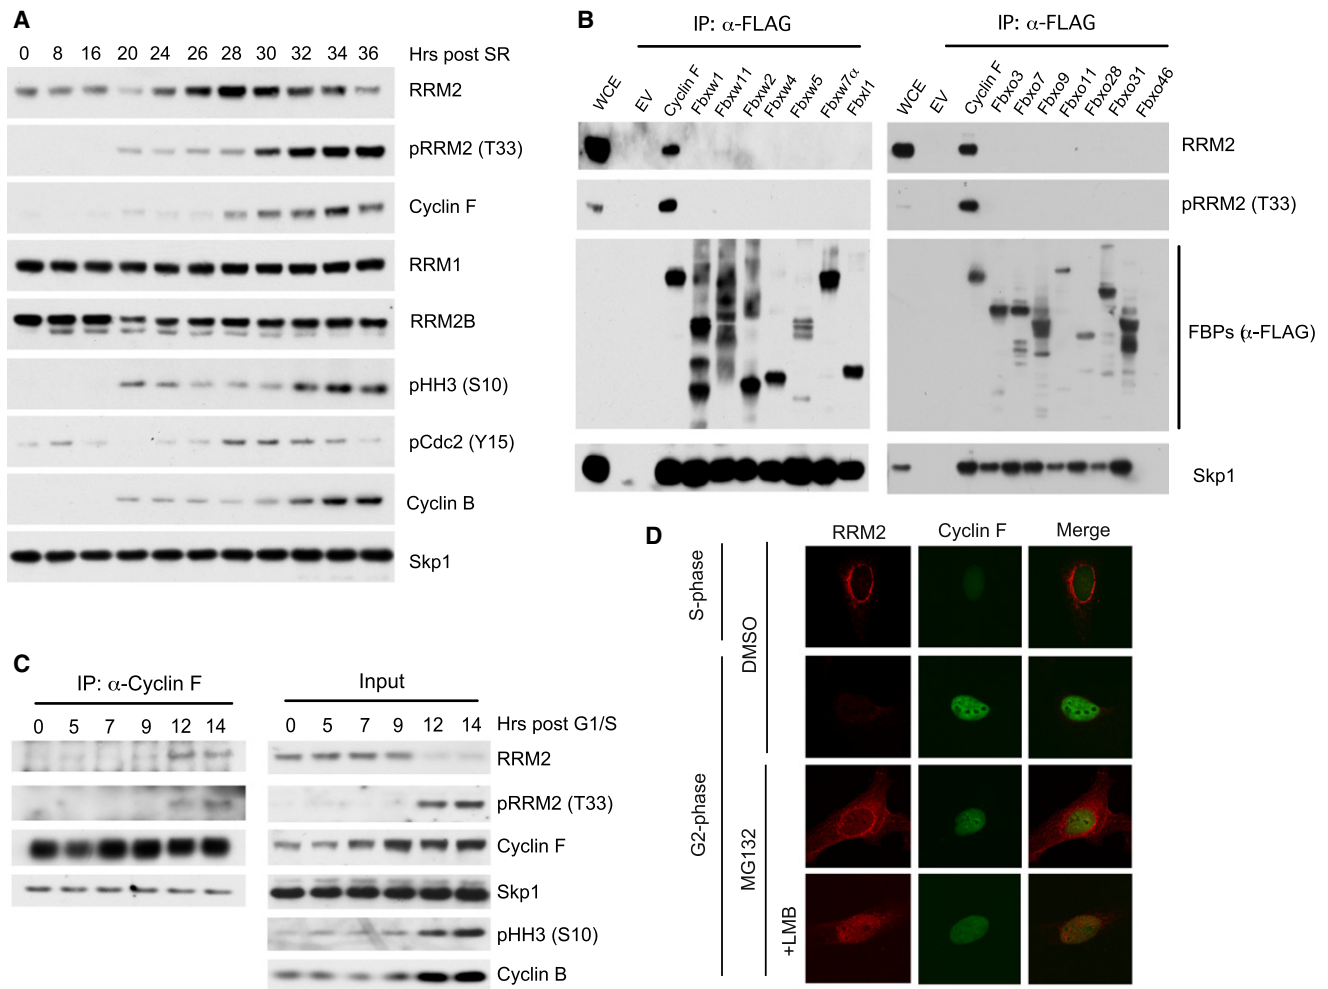 A
0 8 16 20 24 26 28 30 32 34 36 Hrs post SR
RRM2
pRRM2 (T33)
Cyclin F
RRM1
RRM2B
pHH3 (S10)
pCdc2 (Y15)
Cyclin B
Skp1
B
IP: α-FLAG
IP: α-FLAG
WCE EV Cyclin F Fbxw1 Fbxw11 Fbxw2 Fbxw4 Fbxw5 Fbxw7α Fbxl1
WCE EV Cyclin F Fbxo3 Fbxo7 Fbxo9 Fbxo11 Fbxo28 Fbxo31 Fbxo46
RRM2
pRRM2 (T33)
FBPs (α-FLAG)
Skp1
C
IP: α-Cyclin F
Input
0 5 7 9 12 14
0 5 7 9 12 14 Hrs post G1/S
RRM2
pRRM2 (T33)
Cyclin F
Skp1
pHH3 (S10)
Cyclin B
D
RRM2 Cyclin F Merge
S-phase
G2-phase
DMSO
MG132
+LMB